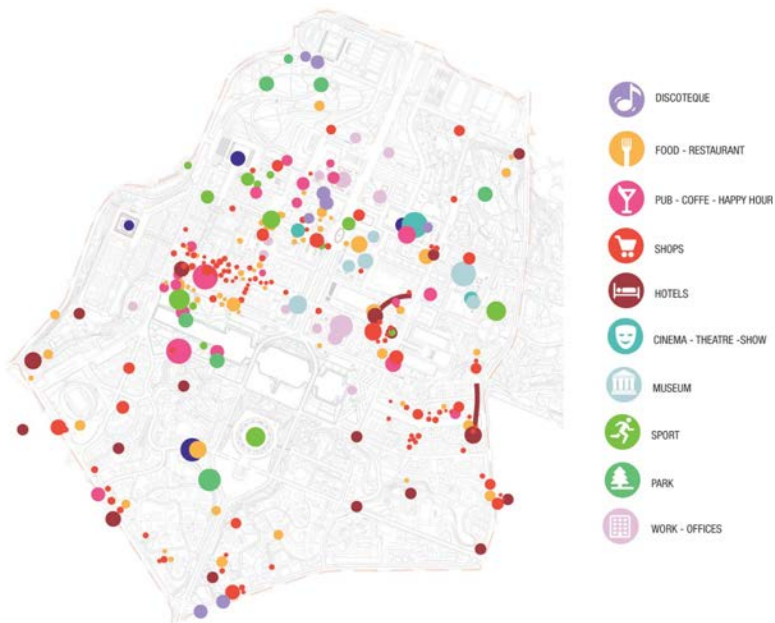 DISCOTEQUE
FOOD - RESTAURANT
PUB - COFFE - HAPPY HOUR
SHOPS
HOTELS
CINEMA - THEATRE -SHOW
MUSEUM
SPORT
PARK
WORK - OFFICES